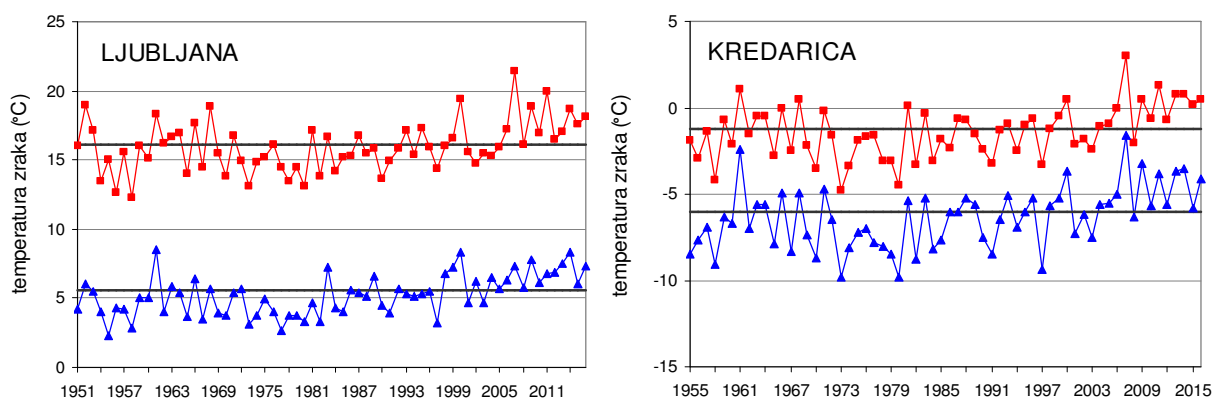 LJUBLJANA
temperatura zraka (°C)
25
20
15
10
5
0
1951 1957 1963 1969 1975 1981 1987 1993 1999 2005 2011
KREDARICA
temperatura zraka (°C)
5
0
-5
-10
-15
1955 1961 1967 1973 1979 1985 1991 1997 2003 2009 2015